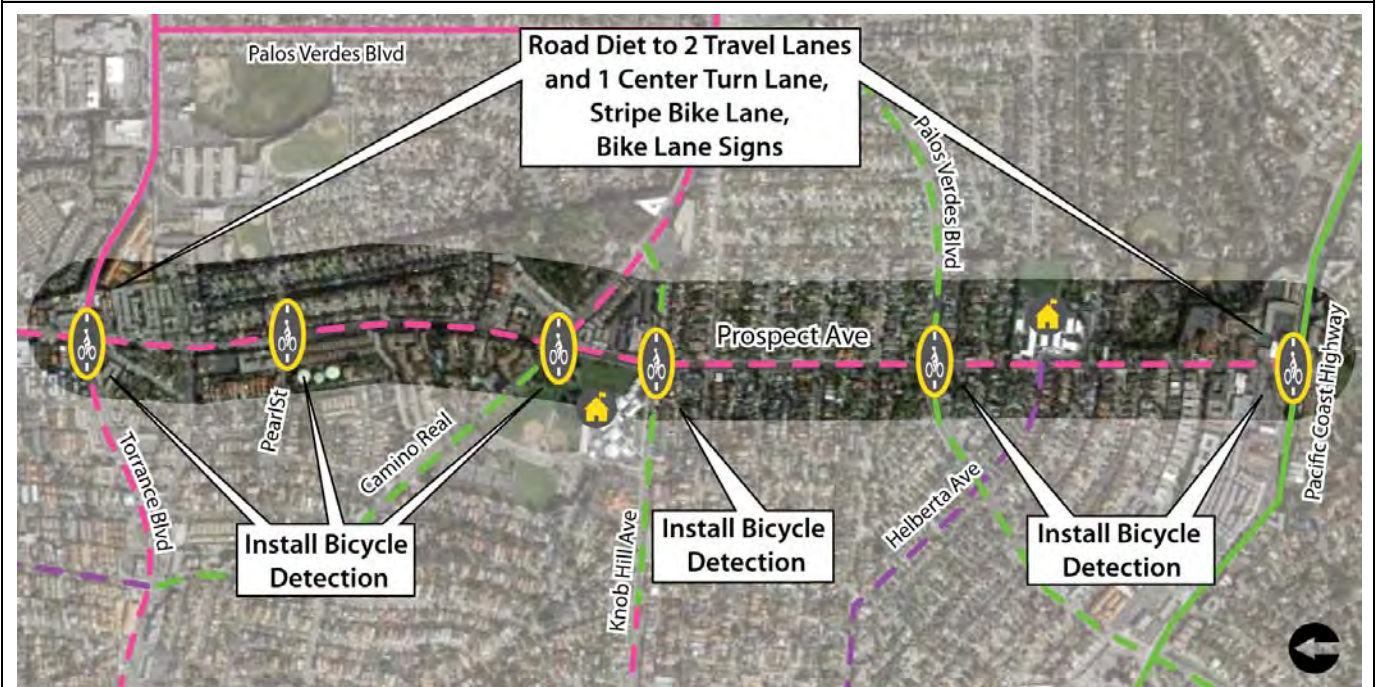 Palos Verdes Blvd
Road Diet to 2 Travel Lanes
and 1 Center Turn Lane,
Stripe Bike Lane,
Bike Lane Signs
Palos Verdes Blvd
Prospect Ave
Pacific Coast Highway
PearlSt
Camino Real
Torrance Blvd
Knob Hill Ave
Helberta Ave
Install Bicycle
Detection
Install Bicycle
Detection
Install Bicycle
Detection